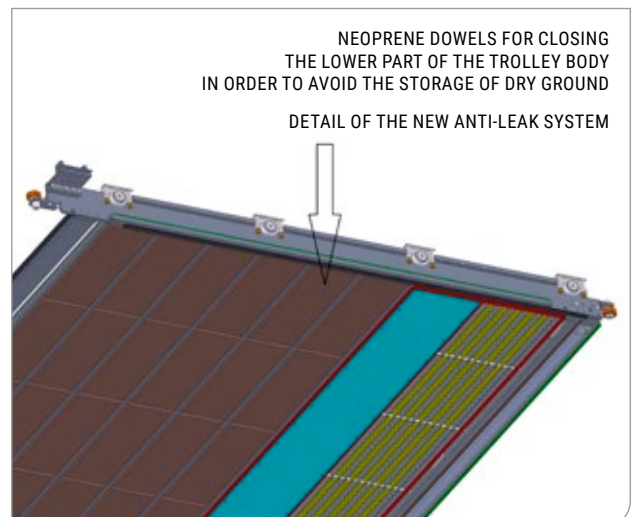 NEOPRENE DOWELS FOR CLOSING
THE LOWER PART OF THE TROLLEY BODY
IN ORDER TO AVOID THE STORAGE OF DRY GROUND
DETAIL OF THE NEW ANTI-LEAK SYSTEM